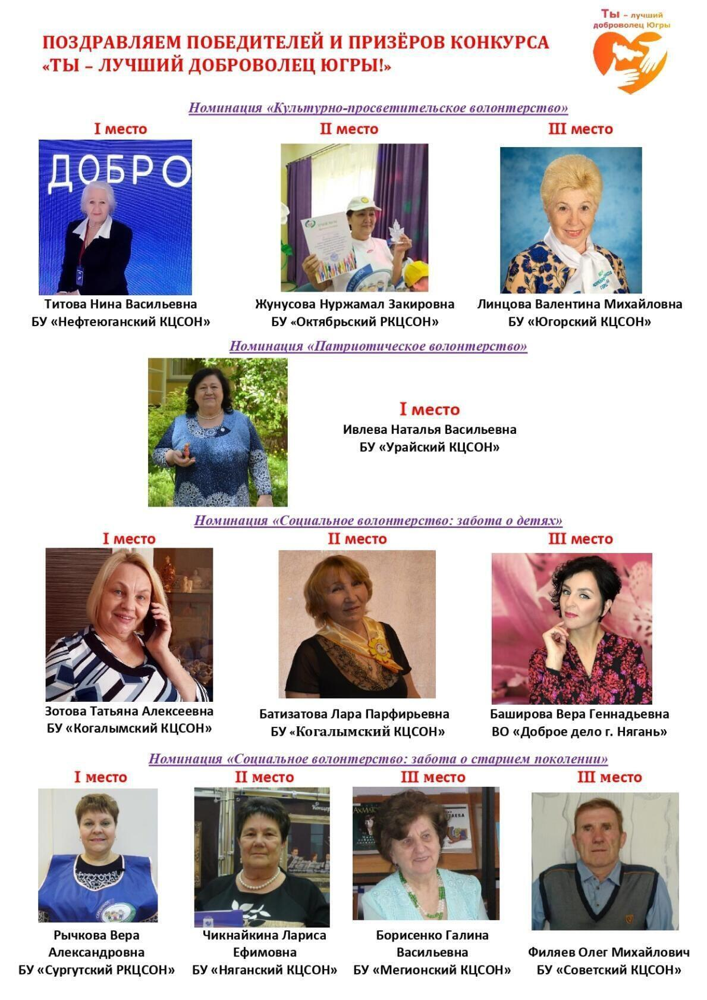 Ты – лучший
доброволец Югры
ПОЗДРАВЛЯЕМ ПОБЕДИТЕЛЕЙ И ПРИЗЁРОВ КОНКУРСА
«ТЫ – ЛУЧШИЙ ДОБРОВОЛЕЦ ЮГРЫ!»
Номинация «Культурно-просветительское волонтерство»
I место
II место
III место
ДОБРО
Титова Нина Васильевна
БУ «Нефтеюганский КЦСОН»
Жунусова Нуржамал Закировна
БУ «Октябрьский РКЦСОН»
Линцова Валентина Михайловна
БУ «Югорский КЦСОН»
Номинация «Патриотическое волонтерство»
I место
Ивлева Наталья Васильевна
БУ «Урайский КЦСОН»
Номинация «Социальное волонтерство: забота о детях»
I место
II место
III место
Зотова Татьяна Алексеевна
БУ «Когалымский КЦСОН»
Батизатова Лара Парфирьевна
БУ «Когалымский КЦСОН»
Баширова Вера Геннадьевна
ВО «Доброе дело г. Нягань»
Номинация «Социальное волонтерство: забота о старшем поколении»
I место
II место
III место
III место
Рычкова Вера
Александровна
БУ «Сургутский РКЦСОН»
Чикнайкина Лариса
Ефимовна
БУ «Няганский КЦСОН»
Борисенко Галина
Васильевна
БУ «Мегионский КЦСОН»
Филяев Олег Михайлович
БУ «Советский КЦСОН»